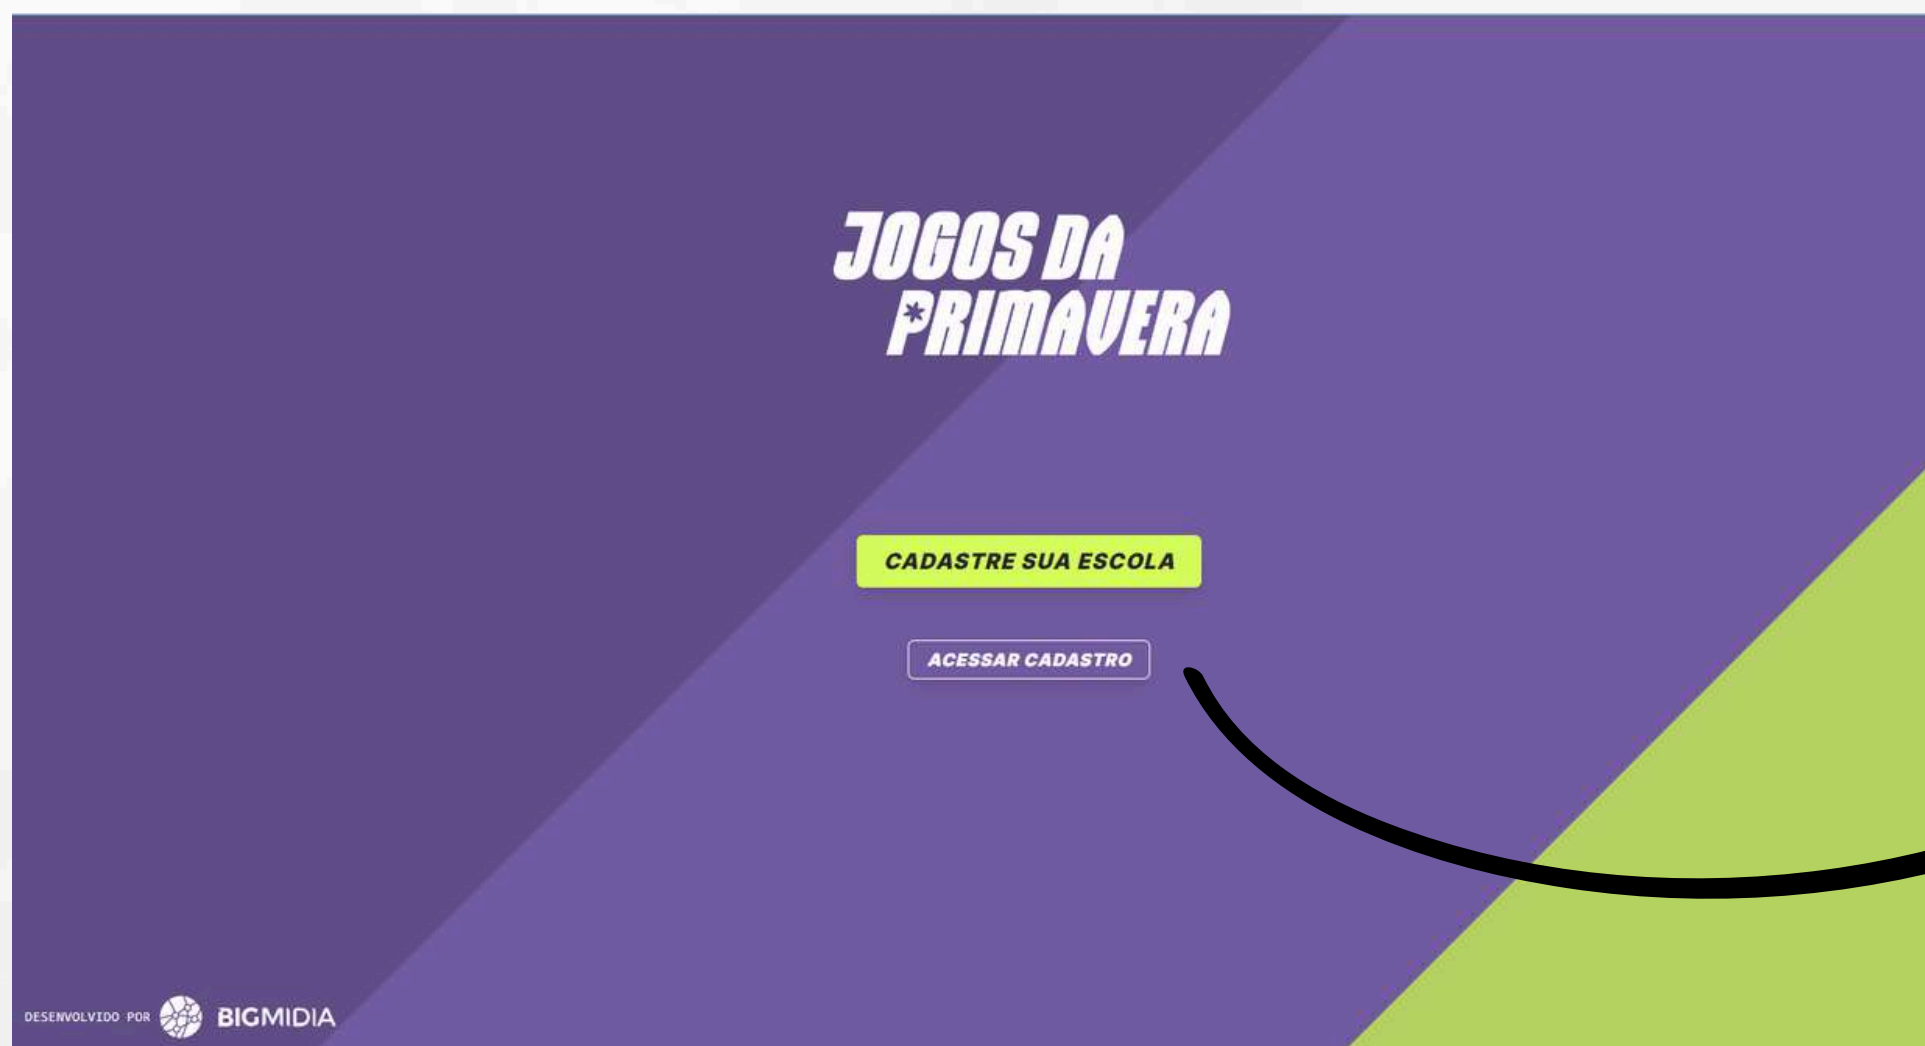 JOGOS DA
PRIMAVERA
CADASTRE SUA ESCOLA
ACESSAR CADASTRO
DESENVOLVIDO POR BIGMIDIA